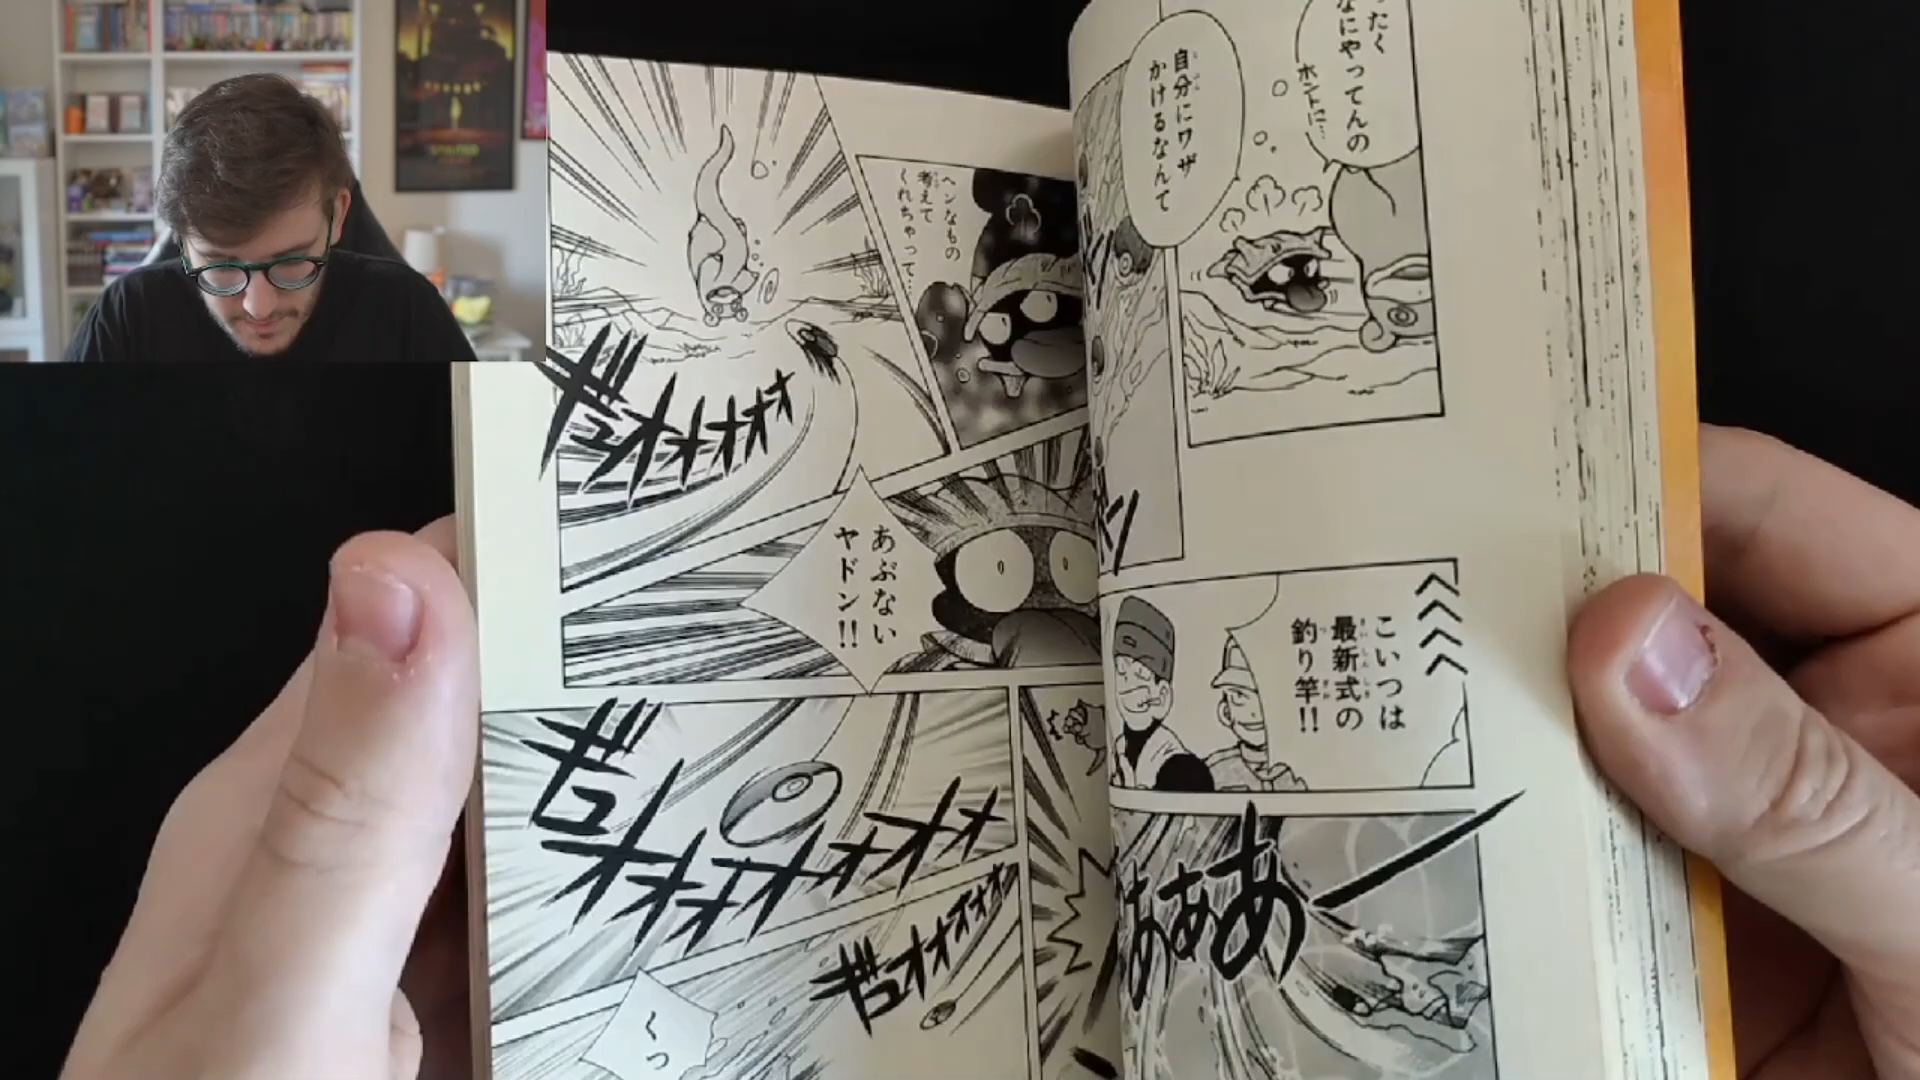 ったく
なにやってんの
ホントに…
自分にワザ
かけるなんて
こいつは
最新式の
釣り竿!!
あああー
ヘンなもの
考えて
くれちゃって…
ギュオオオオオ
あぶない
ヤドン!!
ギュオオオオオオオ
ギュオオオオオオ
くっ